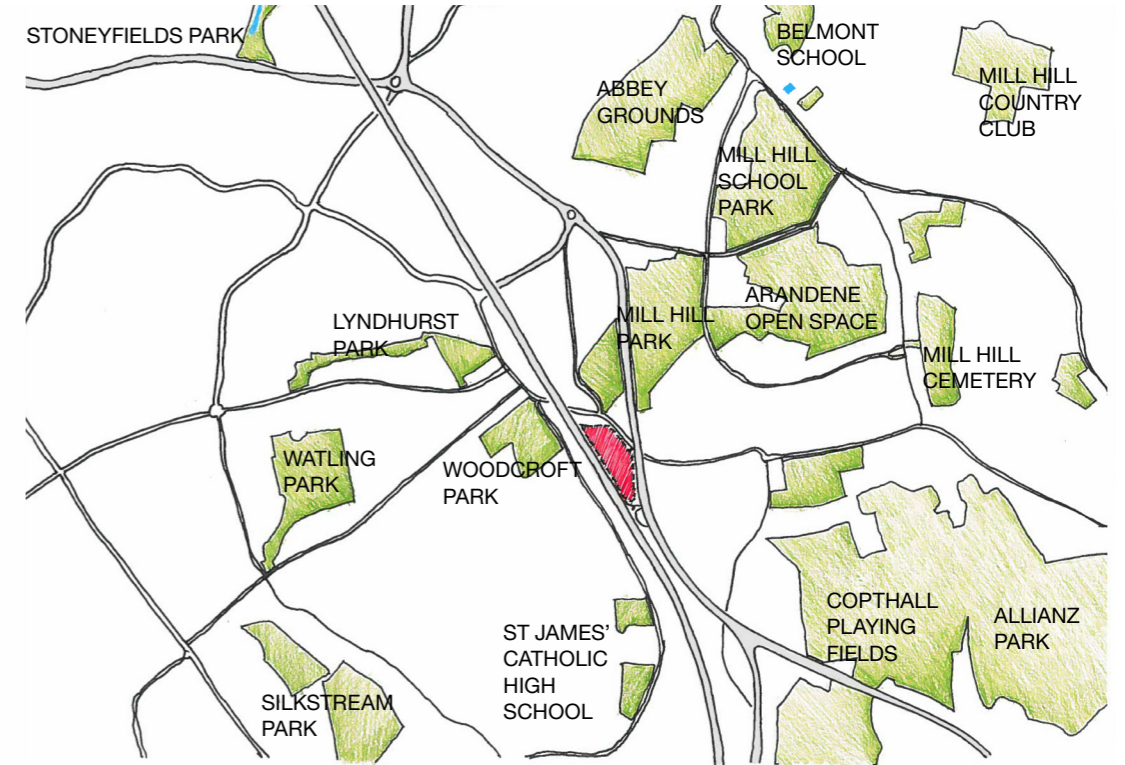 STONEYFIELDS PARK
BELMONT
SCHOOL
ABBEY
GROUNDS
MILL HILL
COUNTRY
CLUB
MILL HILL
SCHOOL
PARK
ARANDENE
OPEN SPACE
LYNDHURST
PARK
MILL HILL
PARK
MILL HILL
CEMETERY
WATLING
PARK
WOODCROFT
PARK
COPTHALL
PLAYING
FIELDS
ALLIANZ
PARK
ST JAMES’
CATHOLIC
HIGH
SCHOOL
SILKSTREAM
PARK